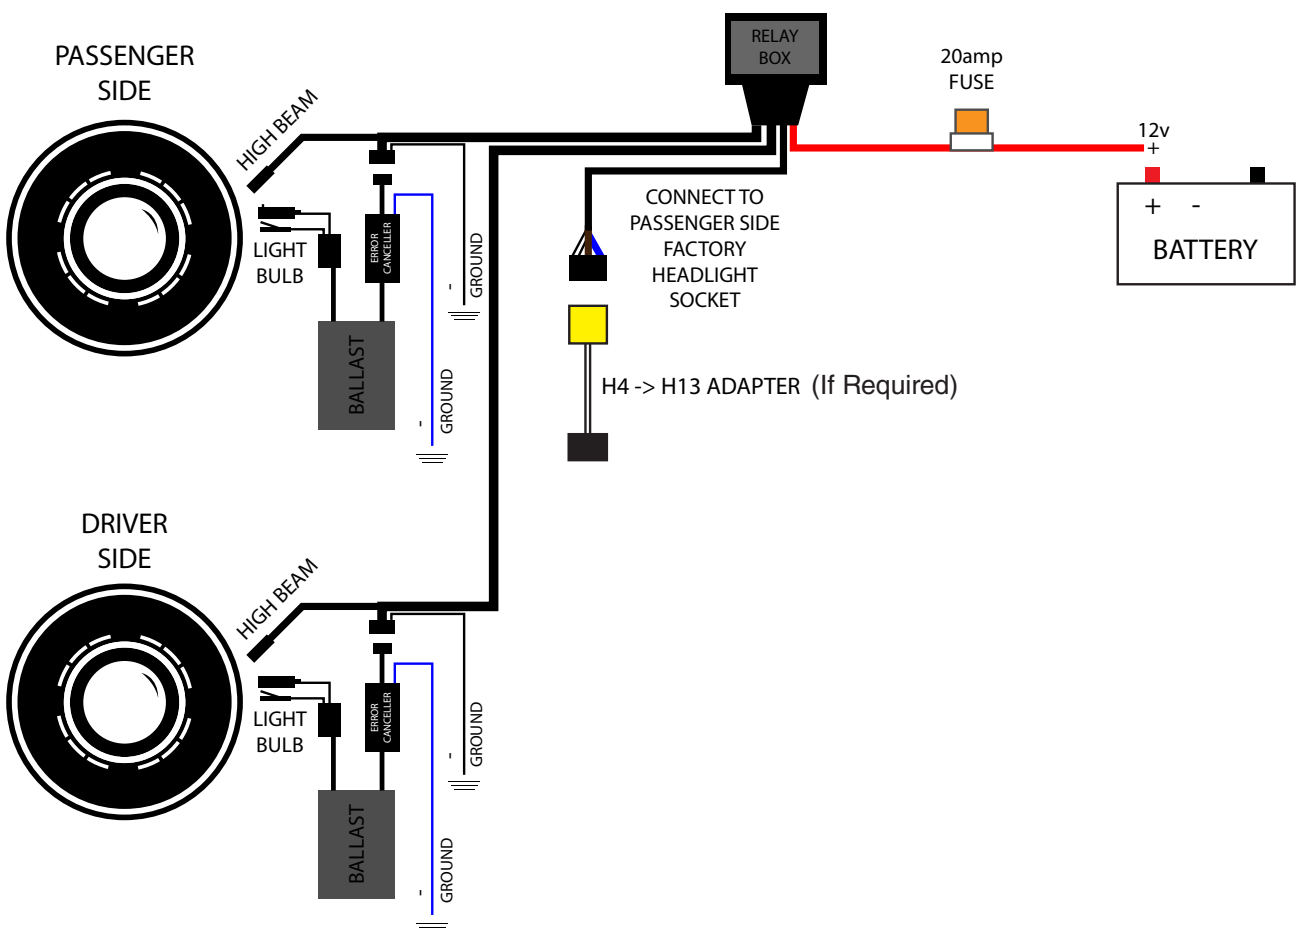 PASSENGER
SIDE
HIGH BEAM
LIGHT
BULB
ERROR
CANCELLER
BALLAST
- GROUND
- GROUND
RELAY
BOX
20amp
FUSE
12v
+
+ -
BATTERY
CONNECT TO
PASSENGER SIDE
FACTORY
HEADLIGHT
SOCKET
H4 -> H13 ADAPTER (If Required)
DRIVER
SIDE
HIGH BEAM
LIGHT
BULB
ERROR
CANCELLER
BALLAST
- GROUND
- GROUND